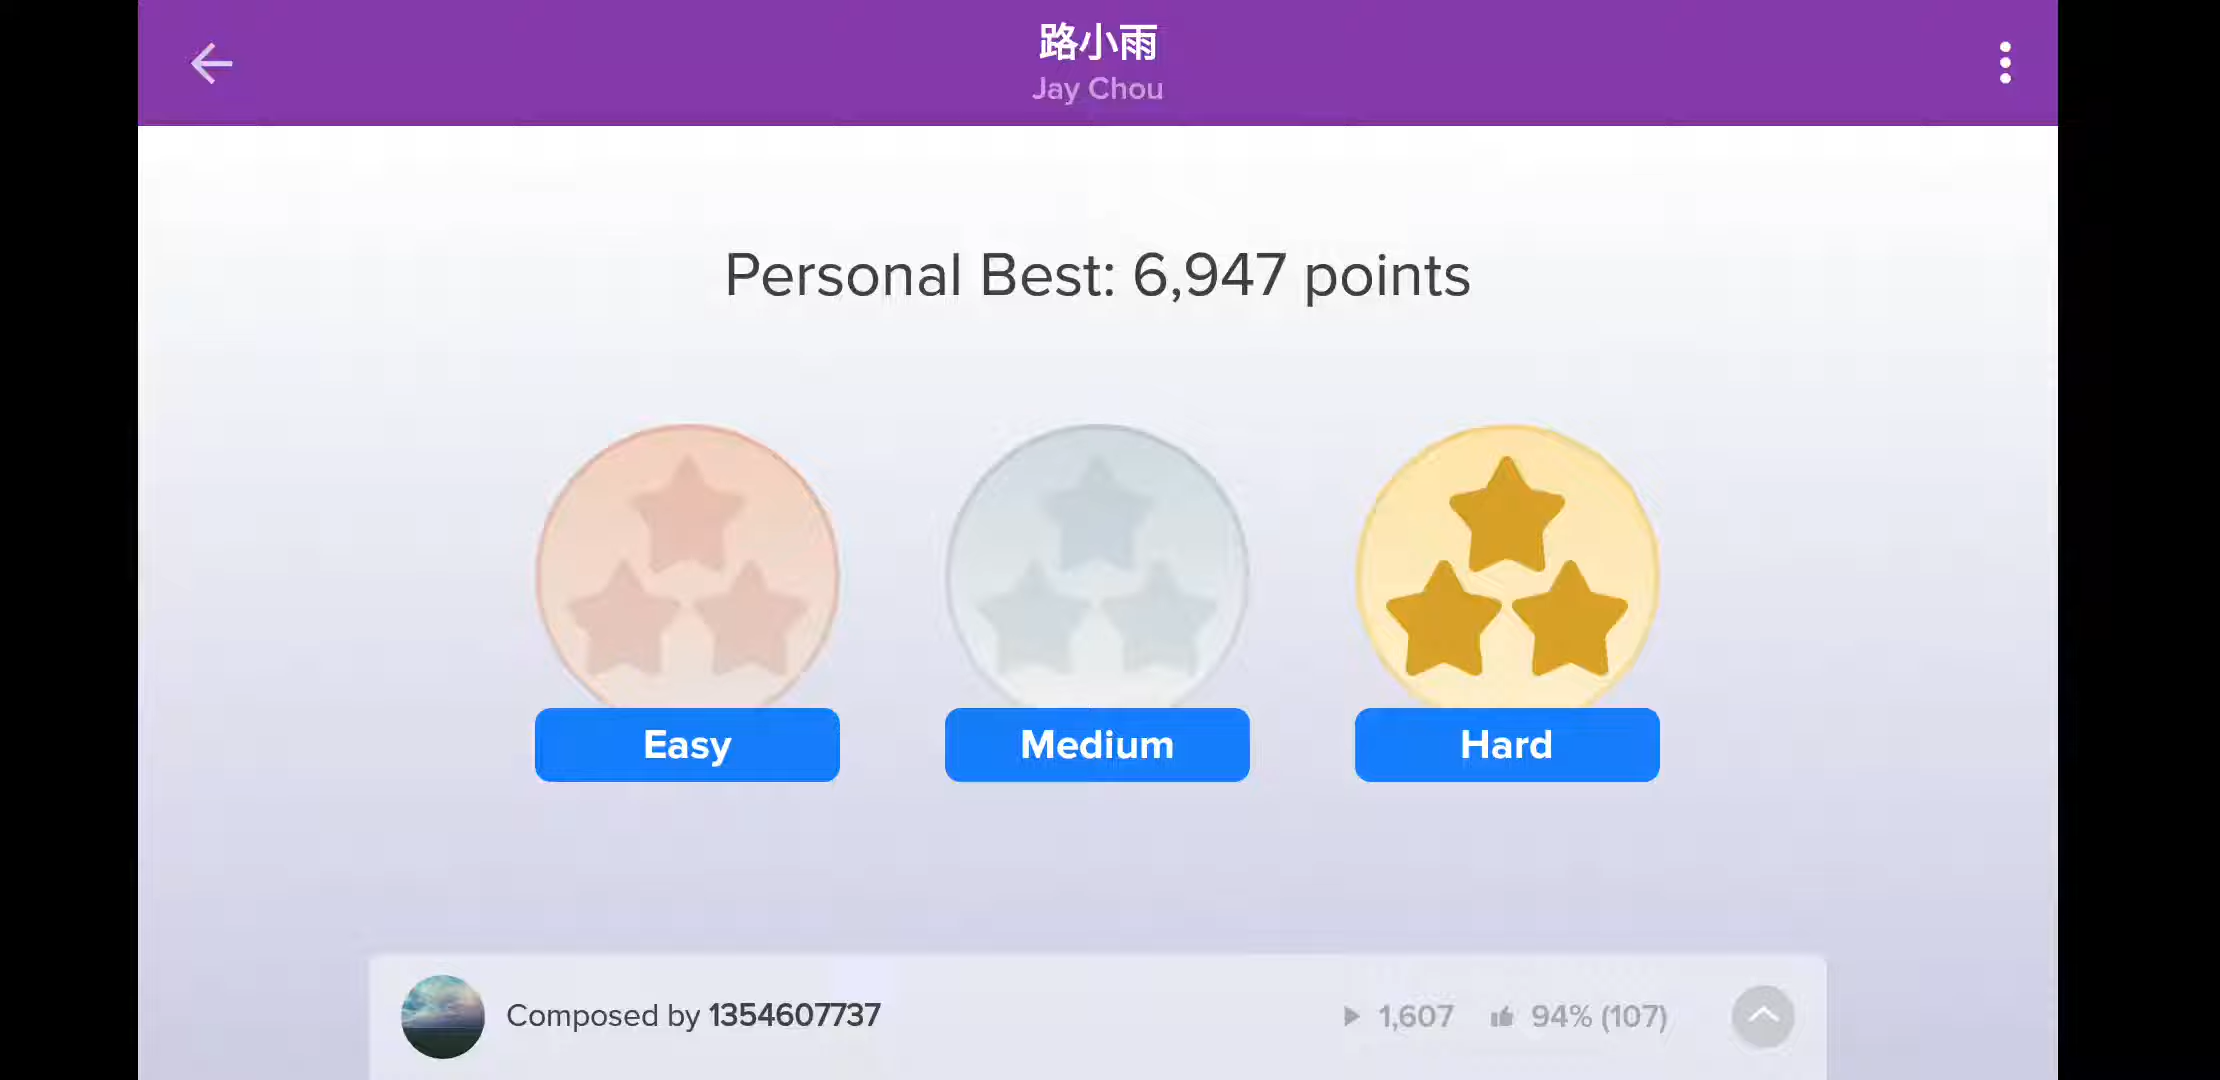 路小雨
Jay Chou
Personal Best: 6,947 points
Easy
Medium
Hard
Composed by 1354607737
1,607
94% (107)